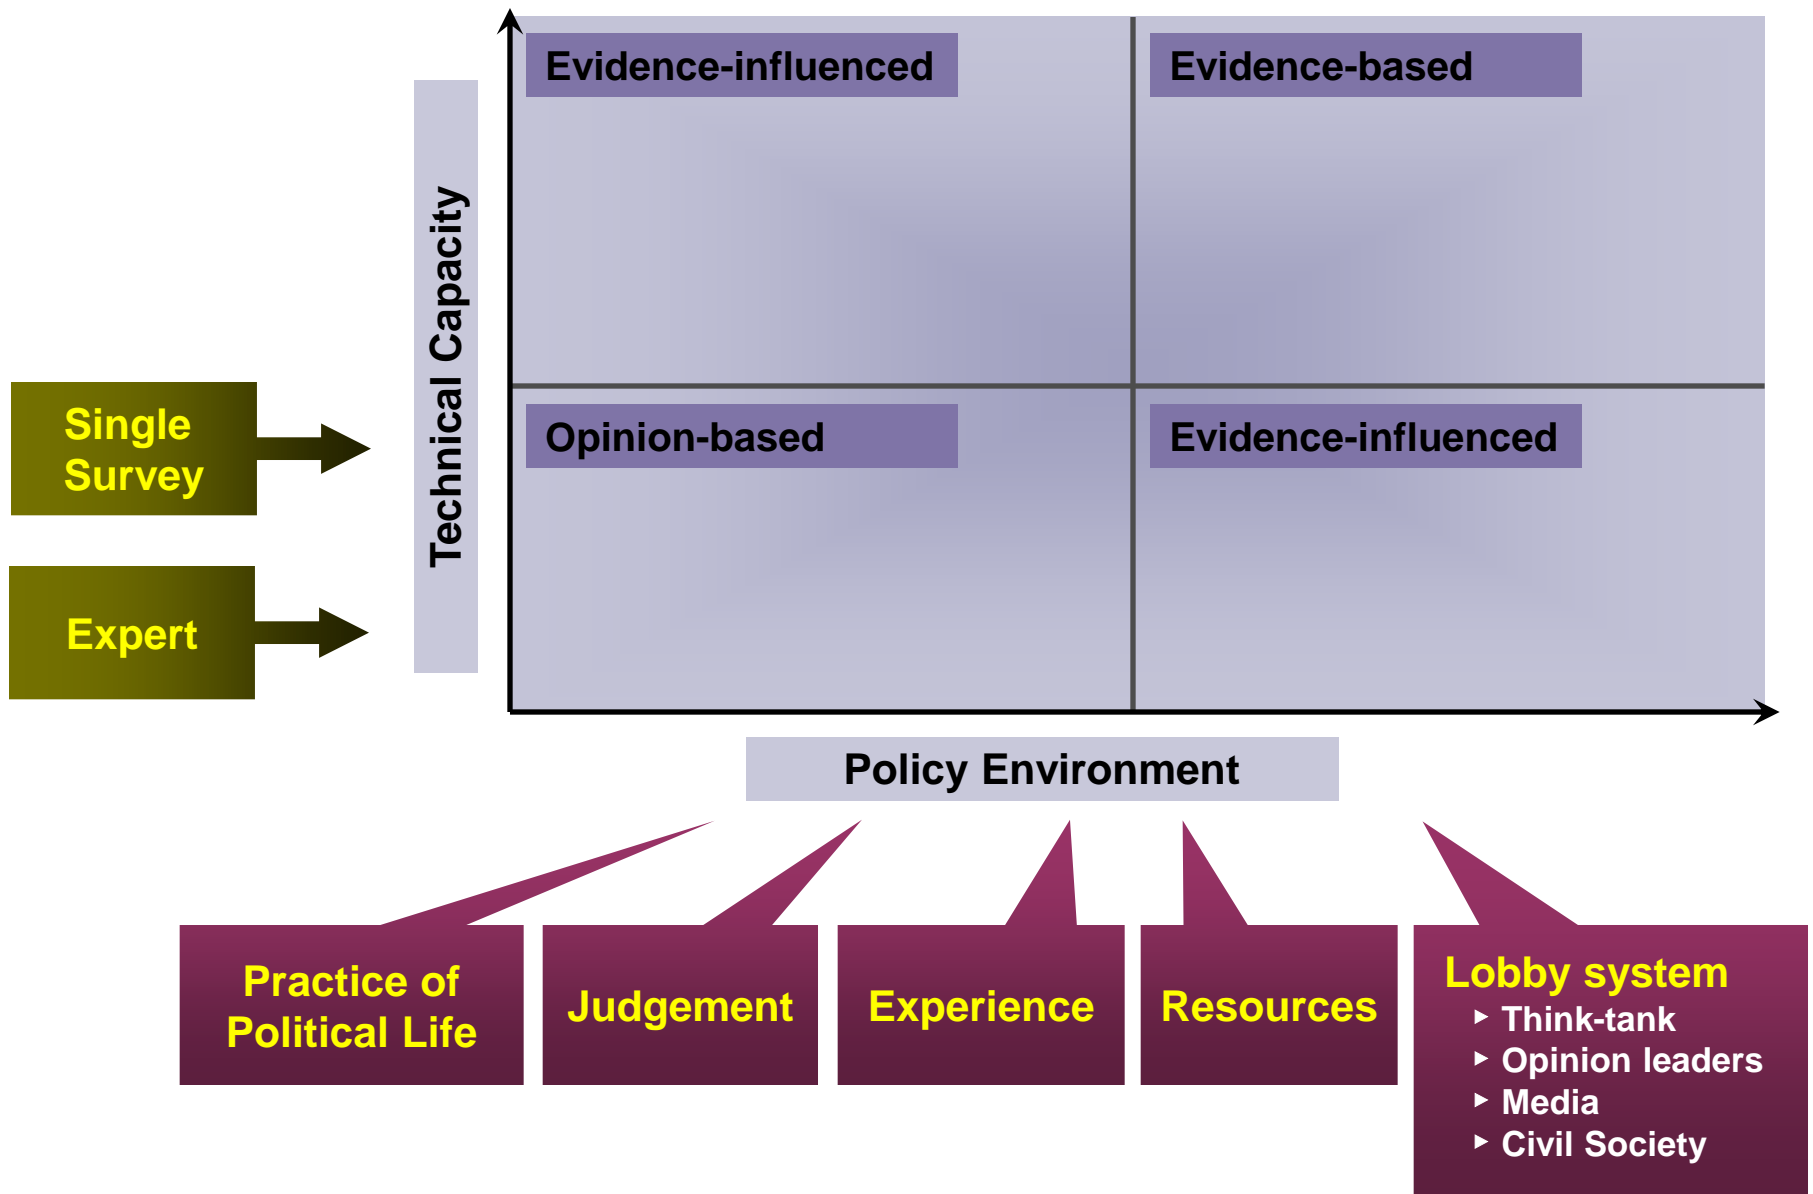 Evidence-influenced
Evidence-based
Technical Capacity
Single
Survey
Opinion-based
Evidence-influenced
Expert
Policy Environment
Practice of
Political Life
Judgement
Experience
Resources
Lobby system
Think-tank
Opinion leaders
Media
Civil Society